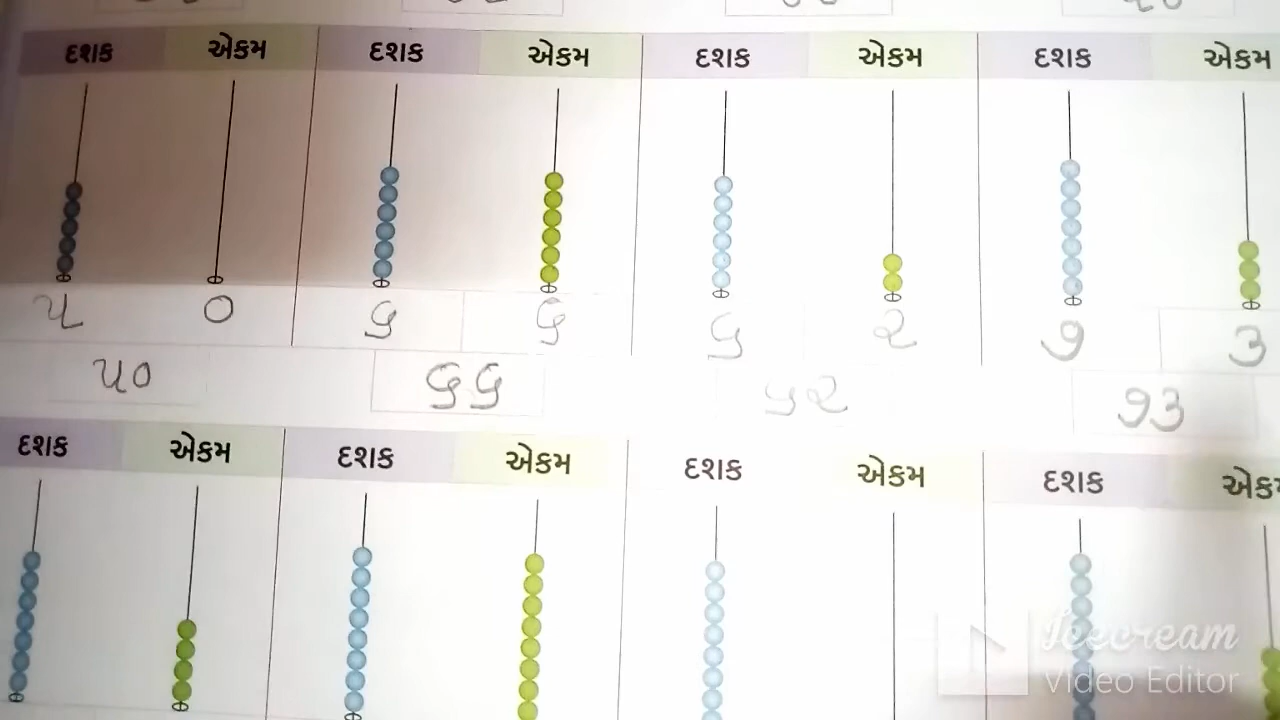 દશક એકમ દશક એકમ દશક એકમ દશક એકમ
૫ ૦ ૬ ૬ ૬ ૨ ૭ ૩
૫૦ ૬૬ ૬૨ ૭૩
દશક એકમ દશક એકમ દશક એકમ દશક
Icecream
Video Editor